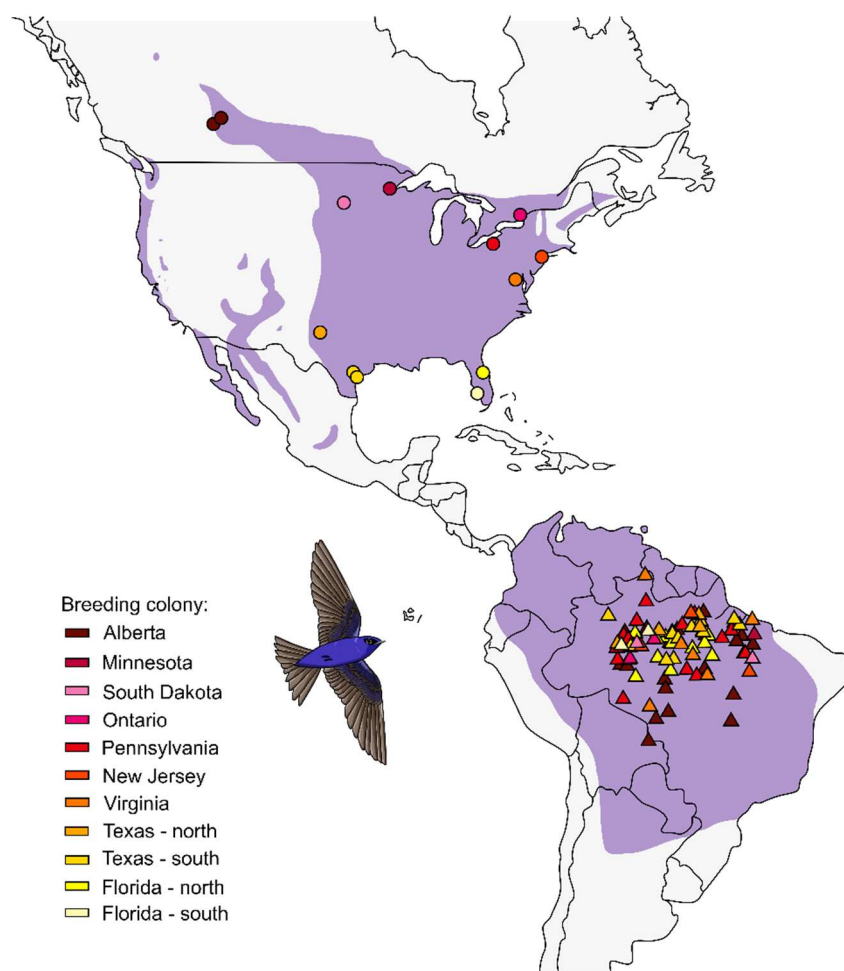 Breeding colony:
Alberta
Minnesota
South Dakota
Ontario
Pennsylvania
New Jersey
Virginia
Texas - north
Texas - south
Florida - north
Florida - south